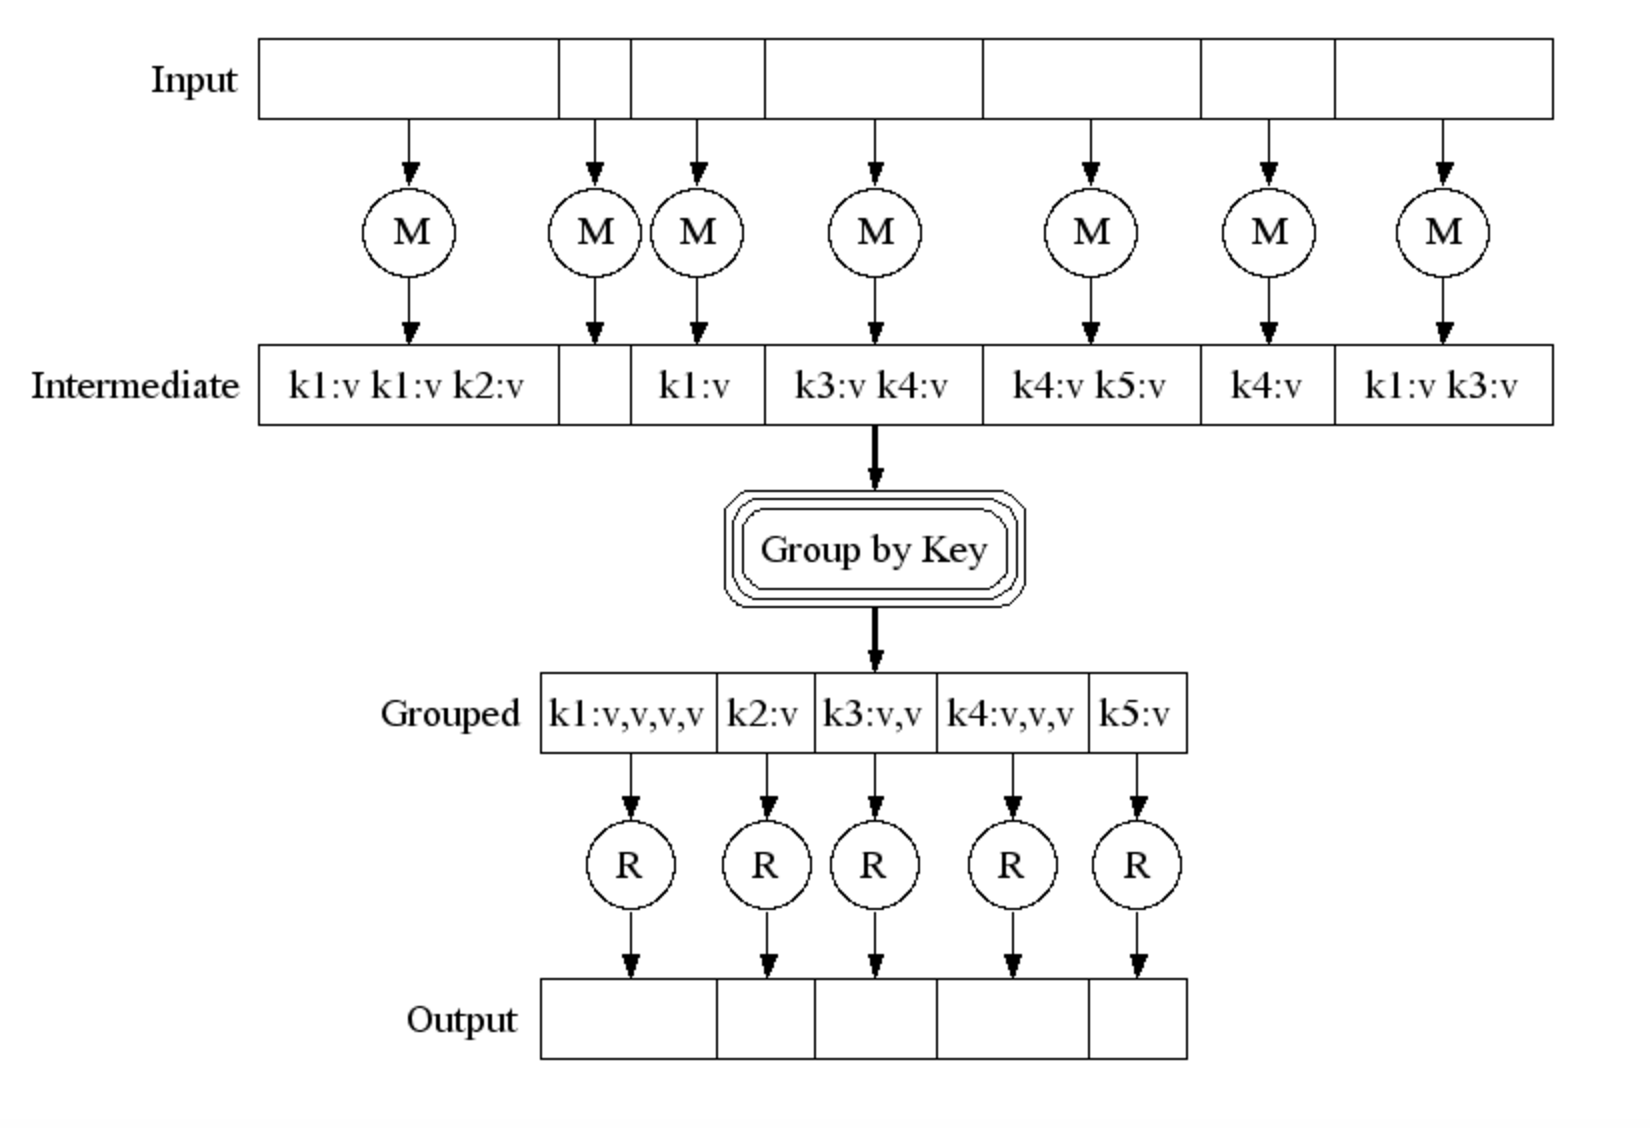 Input
M M M M M M M
Intermediate k1:v k1:v k2:v k1:v k3:v k4:v k4:v k5:v k4:v k1:v k3:v
Group by Key
Grouped k1:v,v,v,v k2:v k3:v,v k4:v,v,v k5:v
R R R R R
Output